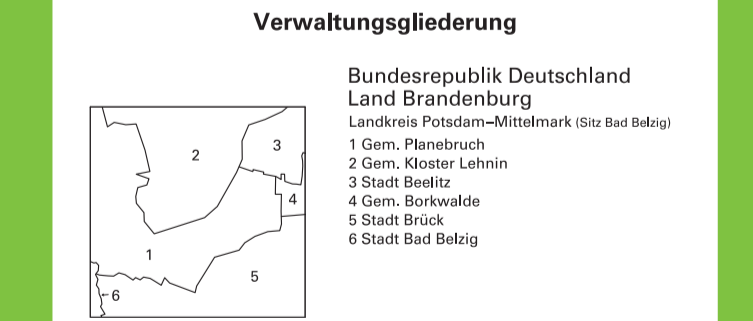 Verwaltungsgliederung
Bundesrepublik Deutschland
Land Brandenburg
Landkreis Potsdam–Mittelmark (Sitz Bad Belzig)
1 Gem. Planebruch
2 Gem. Kloster Lehnin
3 Stadt Beelitz
4 Gem. Borkwalde
5 Stadt Brück
6 Stadt Bad Belzig
3
2
4
1
5
6